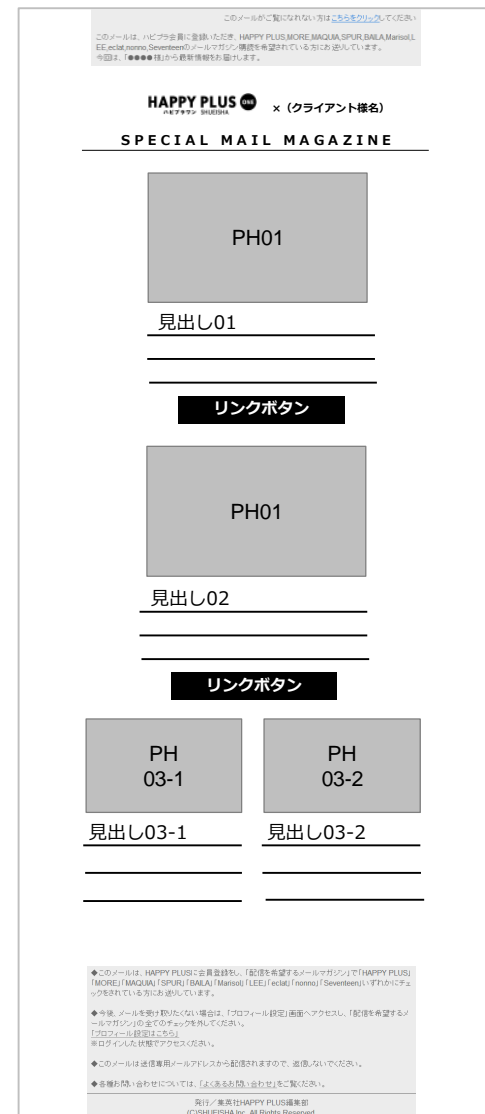 このメールがご覧になれない方はこちらをクリックしてください
このメールは、ハピプラ会員に登録いただき、HAPPY PLUS,MORE,MAQUIA,SPUR,BAILA,Marisol,L
EE,eclat,nonno,Seventeenのメールマガジン購読を希望されている方にお送りしています。
今回は、「●●●● 様」から最新情報をお届けします。
HAPPY PLUS ONE
ハピプラワン SHUEISHA
×（クライアント様名）
SPECIAL MAIL MAGAZINE
PH01
見出し01
リンクボタン
PH01
見出し02
リンクボタン
PH
03-1
PH
03-2
見出し03-1
見出し03-2
◆このメールは、HAPPY PLUSに会員登録をし、「配信を希望するメールマガジン」で「HAPPY PLUS」
「MORE」「MAQUIA」「SPUR」「BAILA」「Marisol」「LEE」「eclat」「nonno」「Seventeen」いずれかにチェ
ックをされている方にお送りしています。
◆今後、メールを受け取りたくない場合は、「プロフィール設定」画面へアクセスし、「配信を希望するメ
ールマガジン」の全てのチェックを外してください。
「プロフィール設定はこちら」
※ログインした状態でアクセスください。
◆このメールは送信専用メールアドレスから配信されますので、返信しないでください。
◆各種お問い合わせについては、「よくあるお問い合わせ」をご覧ください。
発行／集英社HAPPY PLUS編集部
(C)SHUEISHA Inc. All Rights Reserved.